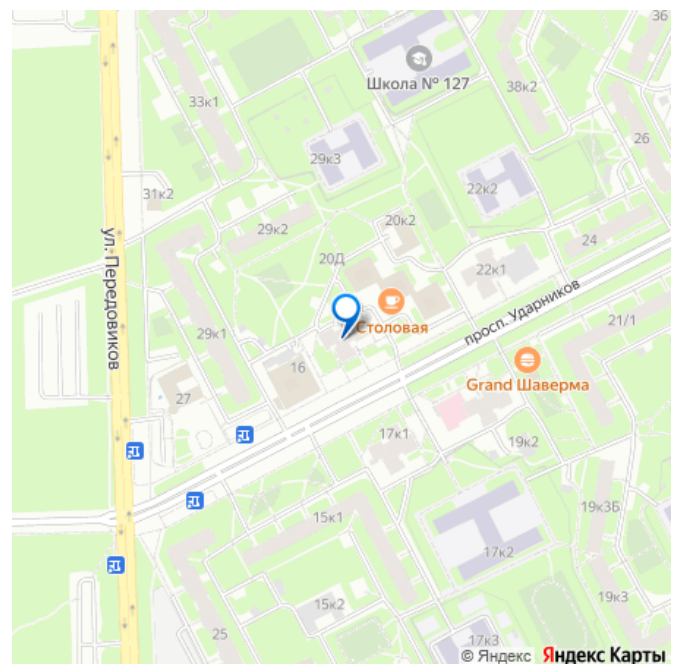 36
Школа № 127
38к2
33к1
26
29к3
22к2
31к2
20к2
29к2
24
20Д
22к1
ул. Передовиков
просп. Ударников
Столовая
21/1
29к1
16
Grand Шаверма
27
17к1
19к2
15к1
19к3Б
17к2
19к3
15к2
25
17к3
© Яндекс Яндекс Карты